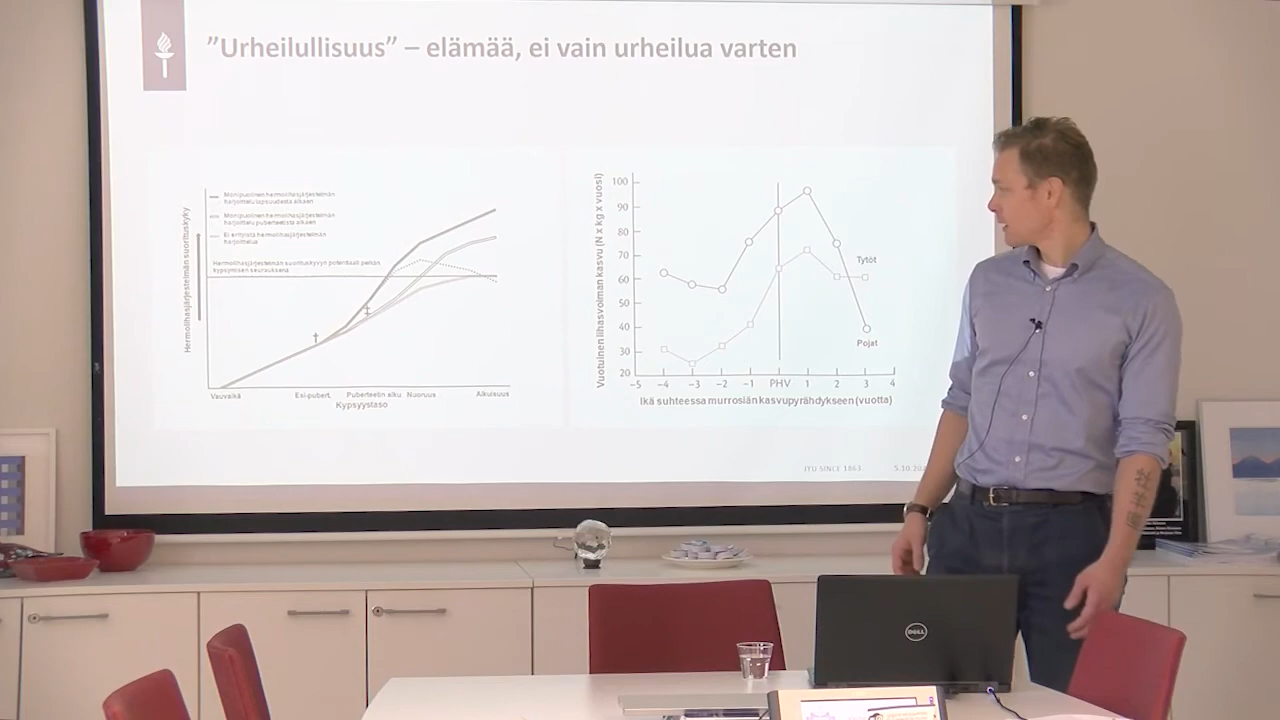 ”Urheilullisuus” – elämää, ei vain urheilua varten
Monipuolinen hermolihasjärjestelmän
harjoittelu lapsuudesta alkaen
Monipuolinen hermolihasjärjestelmän
harjoittelu puberteetista alkaen
Ei erityistä hermolihasjärjestelmän
harjoittelua
Hermolihasjärjestelmän suorituskyvyn potentiaali pelkän
kypsymisen seurauksena
Hermolihasjärjestelmän suorituskyky
Vauvaikä
Esi-pubert.
Puberteetin alku
Nuoruus
Aikuisuus
Kypsyystaso
Vuotuinen lihasvoiman kasvu (N x kg x vuosi)
100
90
80
70
60
50
40
30
20
Tytöt
Pojat
–5 –4 –3 –2 –1 PHV 1 2 3 4
Ikä suhteessa murrosiän kasvupyrähdykseen (vuotta)
JYU SINCE 1863
DELL